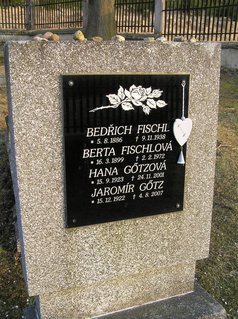 BEDŘICH FISCHL
* 5.8.1886 † 9.11.1938
BERTA FISCHLOVÁ
* 16.3.1899 † 2.2.1972
HANA GÖTZOVÁ
* 15.9.1923 † 24.11.2001
JAROMÍR GÖTZ
* 15.12.1922 † 4.8.2007